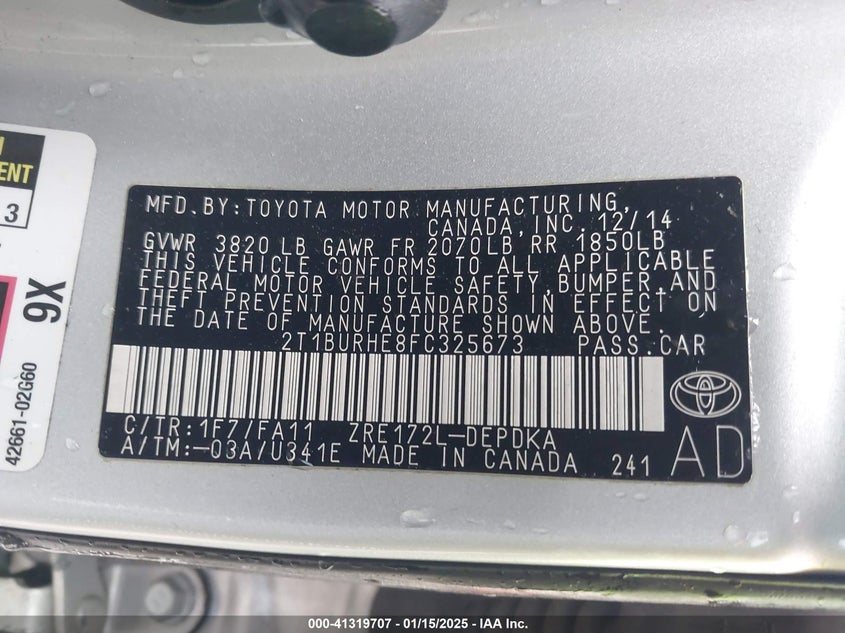 ENT
3
9X
42661-02G60
MFD.BY:TOYOTA MOTOR MANUFACTURING,
CANADA,INC. 12/14
GVWR 3820 LB GAWR FR 2070LB RR 1850LB
THIS VEHICLE CONFORMS TO ALL APPLICABLE
FEDERAL MOTOR VEHICLE SAFETY,BUMPER,AND
THEFT PREVENTION STANDARDS IN EFFECT ON
THE DATE OF MANUFACTURE SHOWN ABOVE.
2T1BURHE8FC325673 PASS.CAR
C/TR:1F7/FA11 ZRE172L-DEPDKA
A/TM:-03A/U341E MADE IN CANADA 241 AD
000-41319707 - 01/15/2025 - IAA Inc.